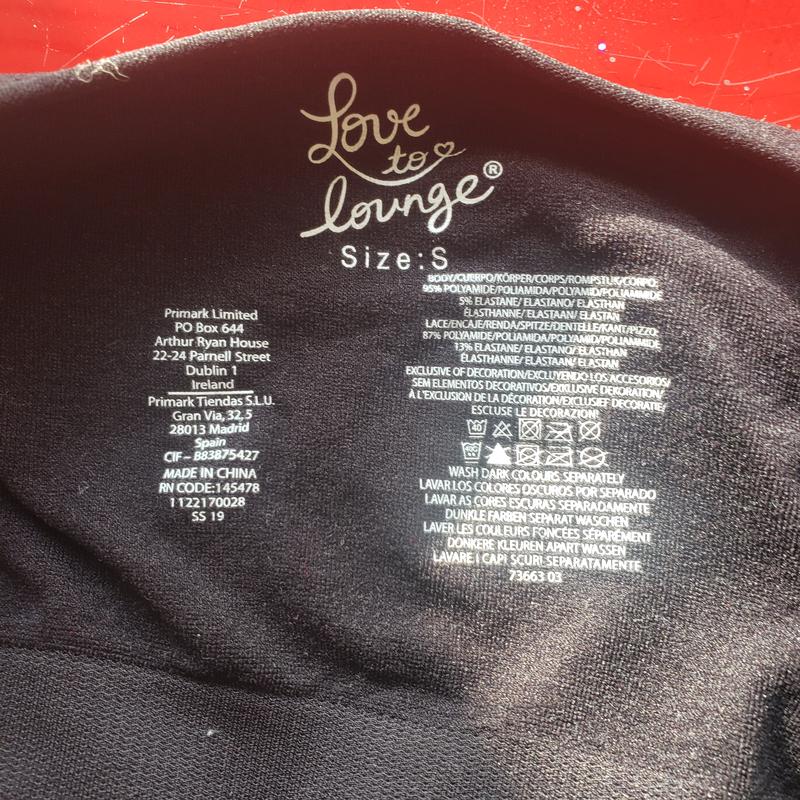 Love
to
lounge®
Size:S
Primark Limited
PO Box 644
Arthur Ryan House
22-24 Parnell Street
Dublin 1
Ireland
Primark Tiendas S.L.U.
Gran Via, 32,5
28013 Madrid
Spain
CIF – B83875427
MADE IN CHINA
RN CODE:145478
1122170028
SS 19
BODY/CUERPO/KÖRPER/CORPS/ROMPSTUK/CORPO:
95% POLYAMIDE/POLIAMIDA/POLYAMID/POLIAMMIDE
5% ELASTANE/ ELASTANO/ ELASTHAN
ÉLASTHANNE/ ELASTAAN/ ELASTAN
LACE/ENCAJE/RENDA/SPITZE/DENTELLE/KANT/PIZZO:
87% POLYAMIDE/POLIAMIDA/POLYAMID/POLIAMMIDE
13% ELASTANE/ ELASTANO/ ELASTHAN
ÉLASTHANNE/ ELASTAAN/ ELASTAN
EXCLUSIVE OF DECORATION/EXCLUYENDO LOS ACCESORIOS/
SEM ELEMENTOS DECORATIVOS/EXKLUSIVE DEKORATION/
À L'EXCLUSION DE LA DÉCORATION/EXCLUSIEF DECORATIE/
ESCLUSE LE DECORAZIONI
40
40C
WASH DARK COLOURS SEPARATELY
LAVAR LOS COLORES OSCUROS POR SEPARADO
LAVAR AS CORES ESCURAS SEPARADAMENTE
DUNKLE FARBEN SEPARAT WASCHEN
LAVER LES COULEURS FONCÉES SÉPARÉMENT
DONKERE KLEUREN APART WASSEN
LAVARE I CAPI SCURI SEPARATAMENTE
73663 03